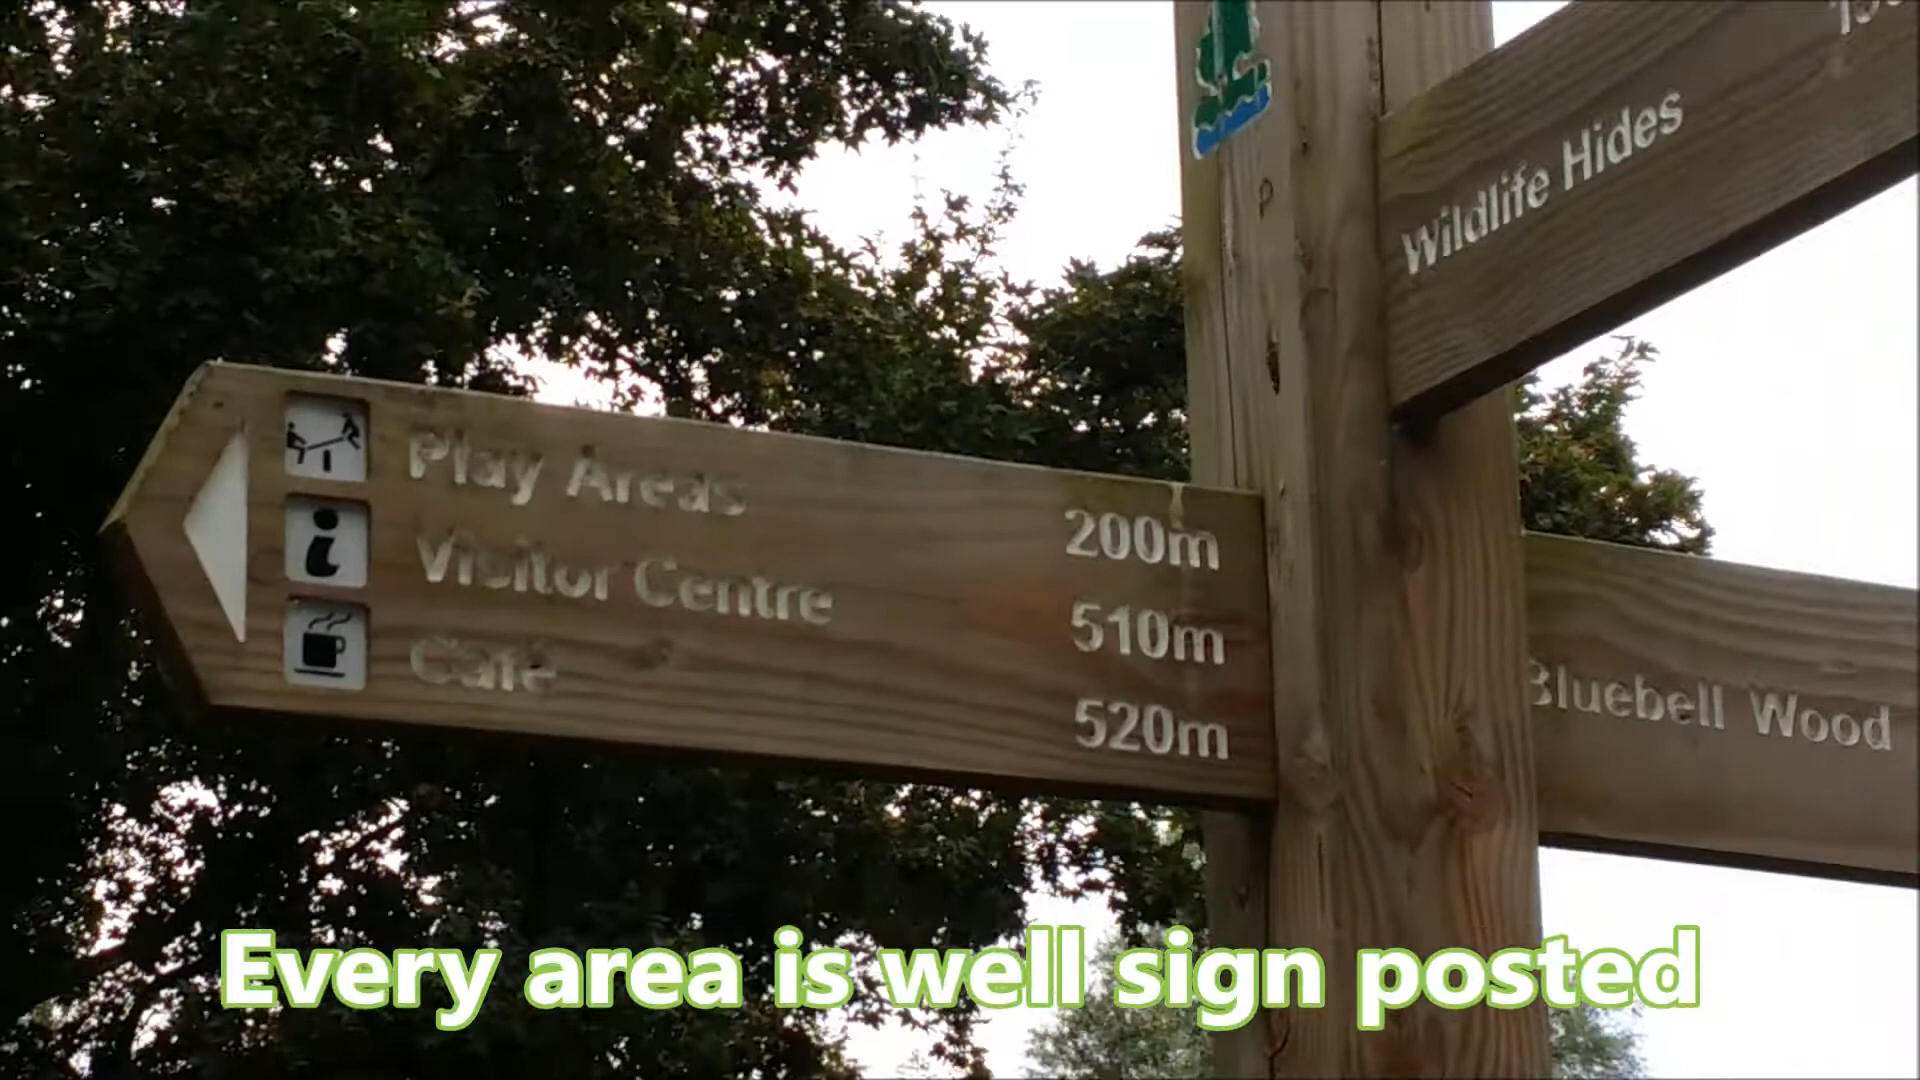 Wildlife Hides
Play Areas 200m
Visitor Centre 510m
Cafe 520m
Bluebell Wood
Every area is well sign posted